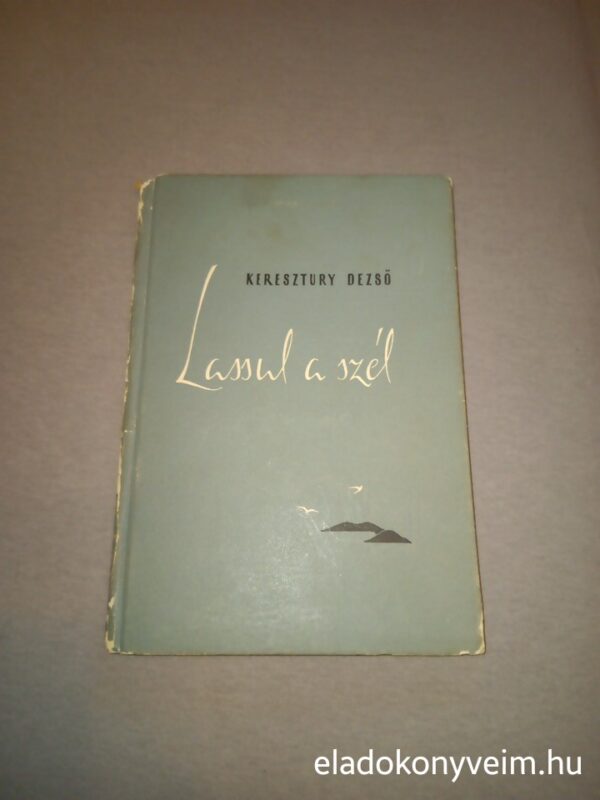 KERESZTURY DEZSŐ
Lassul a szél
eladokonyveim.hu